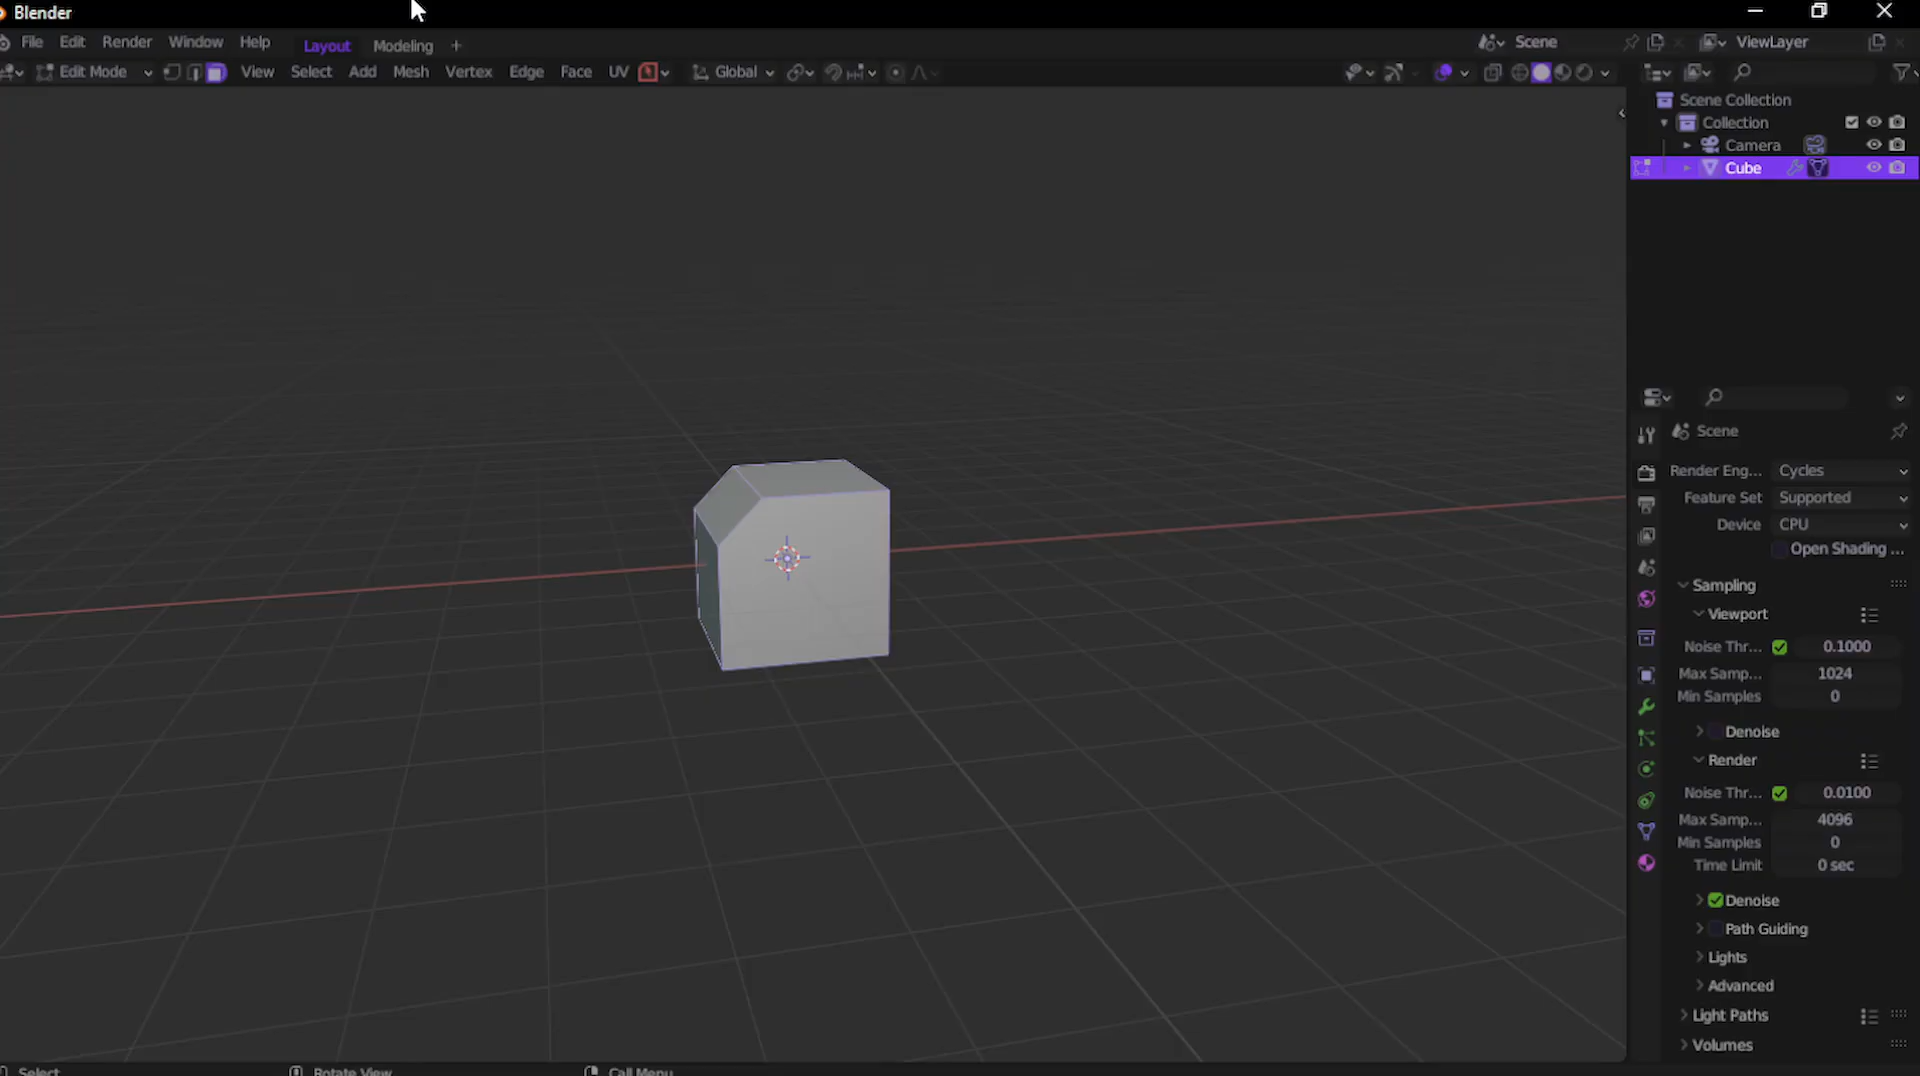 Blender
File Edit Render Window Help Layout Modeling + Scene ViewLayer
Edit Mode View Select Add Mesh Vertex Edge Face UV Global
Scene Collection
Collection
Camera
Cube
Scene
Render Eng... Cycles
Feature Set Supported
Device CPU
Open Shading ...
Sampling
Viewport
Noise Thr... 0.1000
Max Samp... 1024
Min Samples 0
Denoise
Render
Noise Thr... 0.0100
Max Samp... 4096
Min Samples 0
Time Limit 0 sec
Denoise
Path Guiding
Lights
Advanced
Light Paths
Volumes
Select Rotate View Call Menu